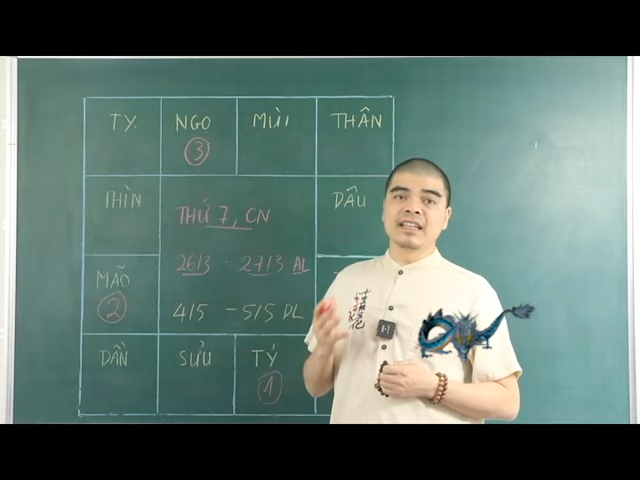 TỴ NGỌ MÙI THÂN
③
THÌN DẬU
THỨ 7, CN
26/3 - 27/3 AL
MÃO
②
4/5 - 5/5 DL
DẦN SỬU TÝ
①